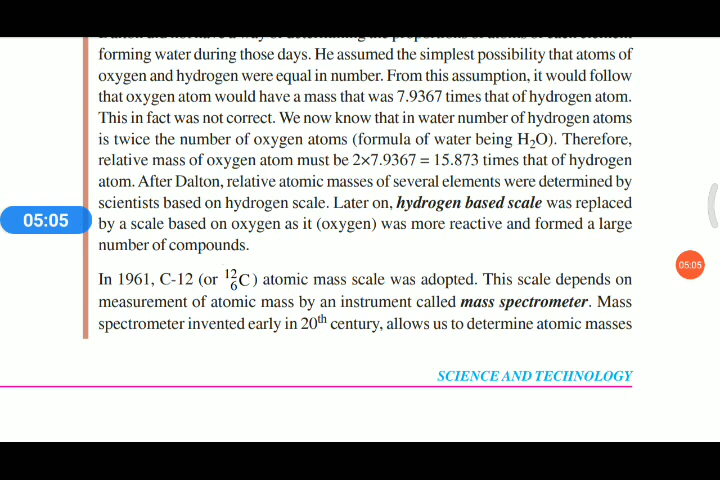 forming water during those days. He assumed the simplest possibility that atoms of
oxygen and hydrogen were equal in number. From this assumption, it would follow
that oxygen atom would have a mass that was 7.9367 times that of hydrogen atom.
This in fact was not correct. We now know that in water number of hydrogen atoms
is twice the number of oxygen atoms (formula of water being H₂O). Therefore,
relative mass of oxygen atom must be 2×7.9367 = 15.873 times that of hydrogen
atom. After Dalton, relative atomic masses of several elements were determined by
scientists based on hydrogen scale. Later on, hydrogen based scale was replaced
05:05
by a scale based on oxygen as it (oxygen) was more reactive and formed a large
number of compounds.
05:05
In 1961, C-12 (or ¹²₆C) atomic mass scale was adopted. This scale depends on
measurement of atomic mass by an instrument called mass spectrometer. Mass
spectrometer invented early in 20th century, allows us to determine atomic masses
SCIENCE AND TECHNOLOGY